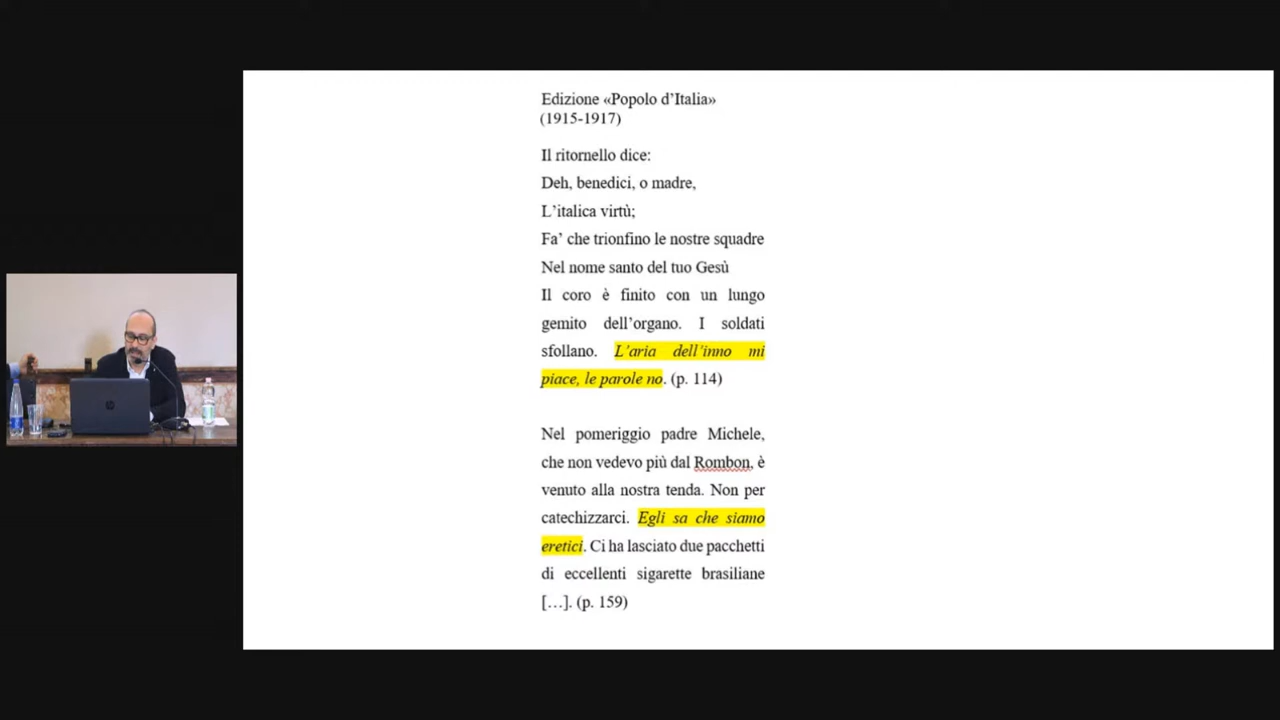 Edizione «Popolo d’Italia»
(1915-1917)
Il ritornello dice:
Deh, benedici, o madre,
L’italica virtù;
Fa’ che trionfino le nostre squadre
Nel nome santo del tuo Gesù
Il coro è finito con un lungo
gemito dell’organo. I soldati
sfollano. L’aria dell’inno mi
piace, le parole no. (p. 114)
Nel pomeriggio padre Michele,
che non vedevo più dal Rombon, è
venuto alla nostra tenda. Non per
catechizzarci. Egli sa che siamo
eretici. Ci ha lasciato due pacchetti
di eccellenti sigarette brasiliane
[…]. (p. 159)